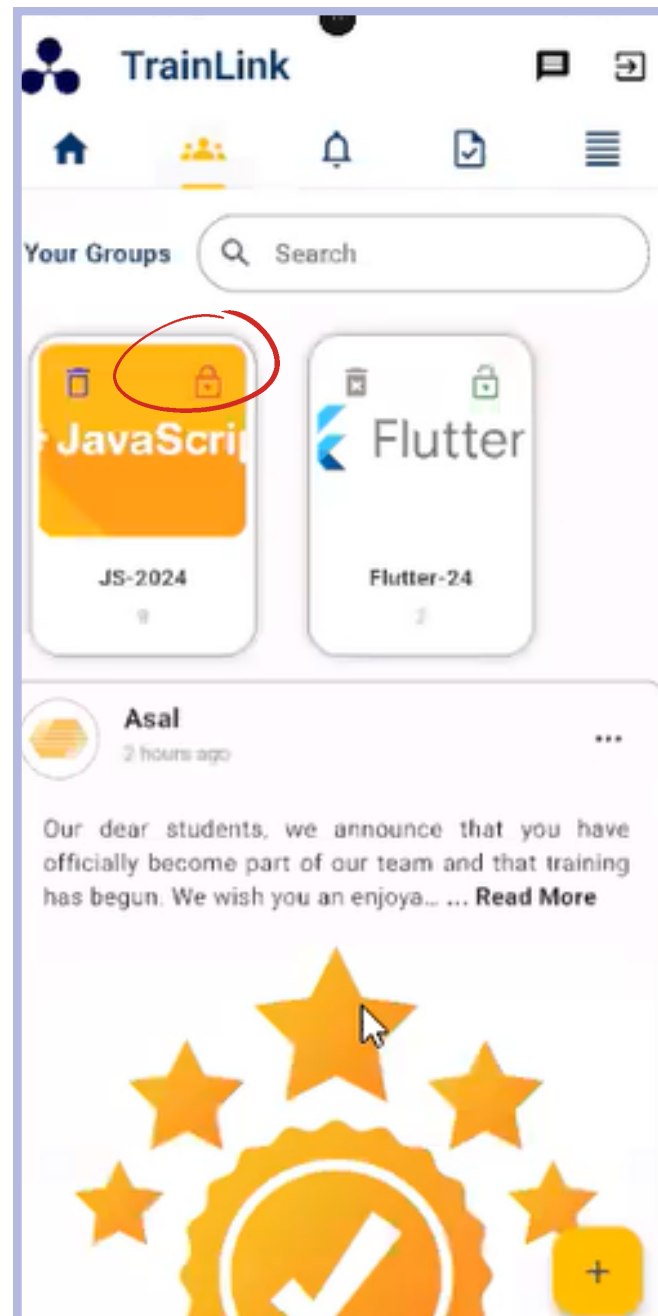 TrainLink
Your Groups
Search
JavaScrip
Flutter
JS-2024
Flutter-24
2
Asal
2 hours ago
Our dear students, we announce that you have
officially become part of our team and that training
has begun. We wish you an enjoya... ... Read More